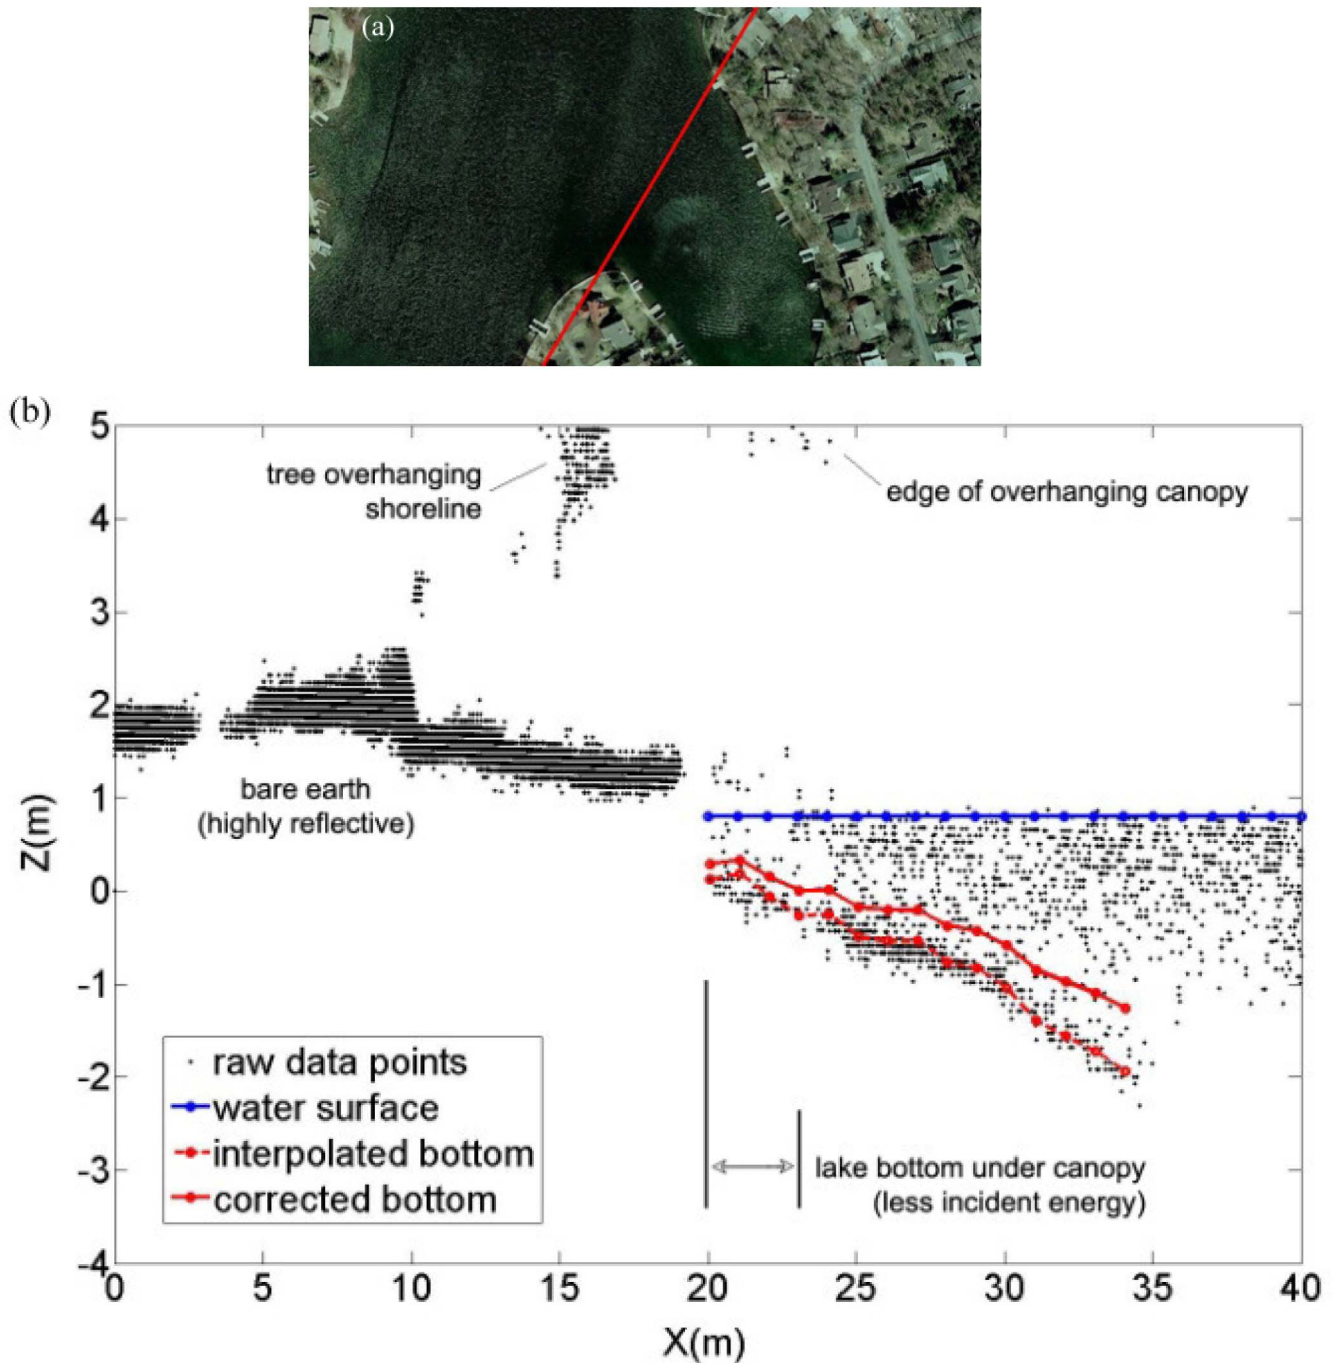 (a)
(b)
5
4
3
2
1
0
-1
-2
-3
-4
Z(m)
tree overhanging
shoreline
edge of overhanging canopy
bare earth
(highly reflective)
raw data points
water surface
interpolated bottom
corrected bottom
lake bottom under canopy
(less incident energy)
0 5 10 15 20 25 30 35 40
X(m)